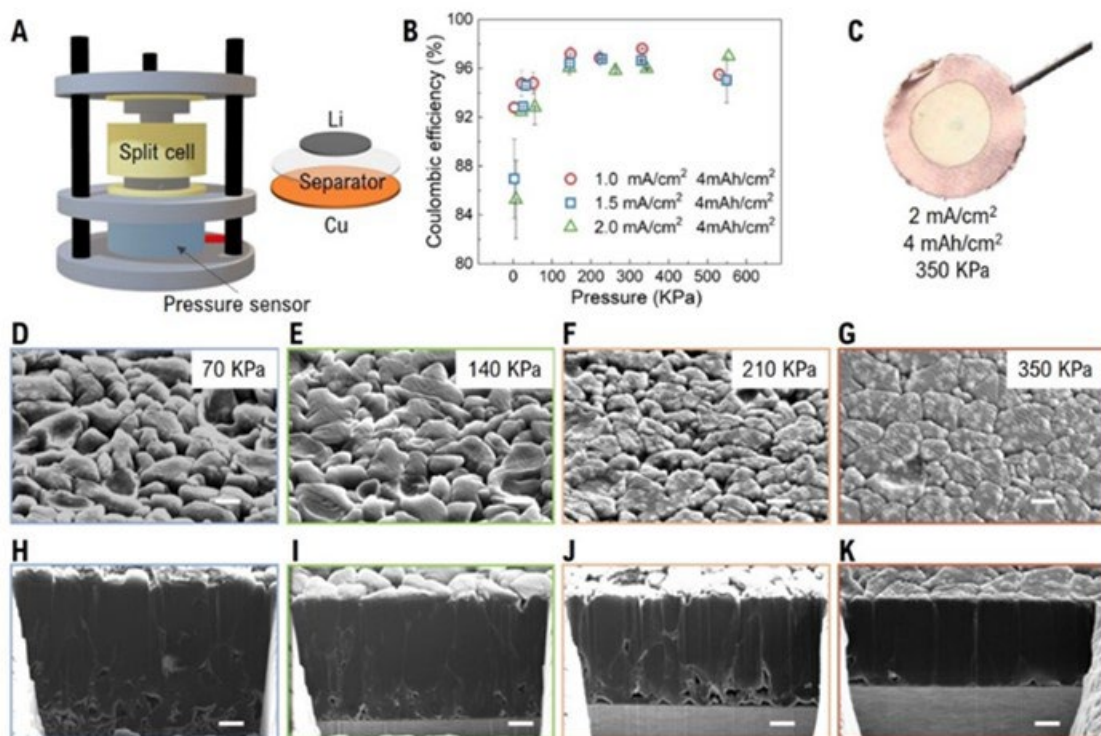 A
Split cell
Pressure sensor
Li
Separator
Cu
B
Coulombic efficiency (%)
100
96
92
88
84
80
1.0 mA/cm² 4mAh/cm²
1.5 mA/cm² 4mAh/cm²
2.0 mA/cm² 4mAh/cm²
0 100 200 300 400 500 600
Pressure (KPa)
C
2 mA/cm²
4 mAh/cm²
350 KPa
D
70 KPa
E
140 KPa
F
210 KPa
G
350 KPa
H
I
J
K